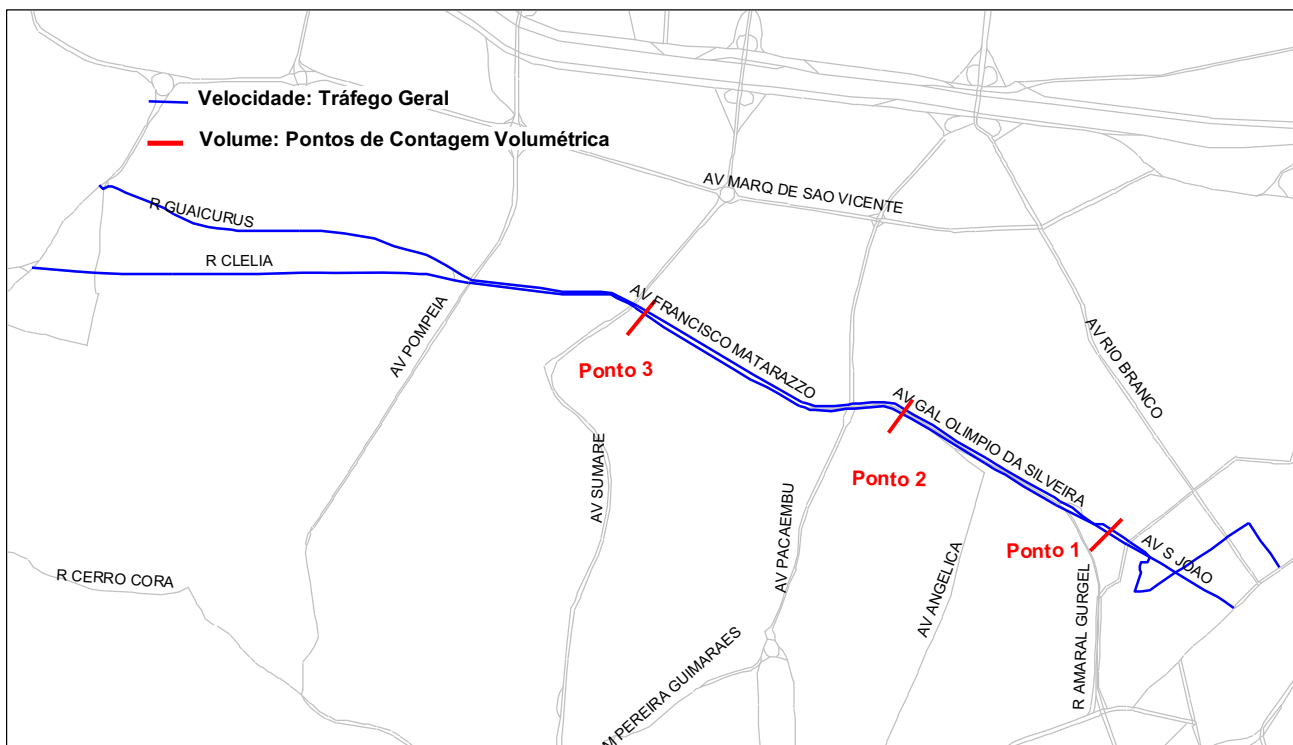 Velocidade: Tráfego Geral
Volume: Pontos de Contagem Volumétrica
AV MARQ DE SAO VICENTE
R GUAICURUS
R CLELIA
AV POMPEIA
AV FRANCISCO MATARAZZO
Ponto 3
AV RIO BRANCO
AV GAL OLIMPIO DA SILVEIRA
AV SUMARE
Ponto 2
AV PACAEMBU
AV ANGELICA
Ponto 1
AV S JOAO
R CERRO CORA
R AMARAL GURGEL
M PEREIRA GUIMARAES